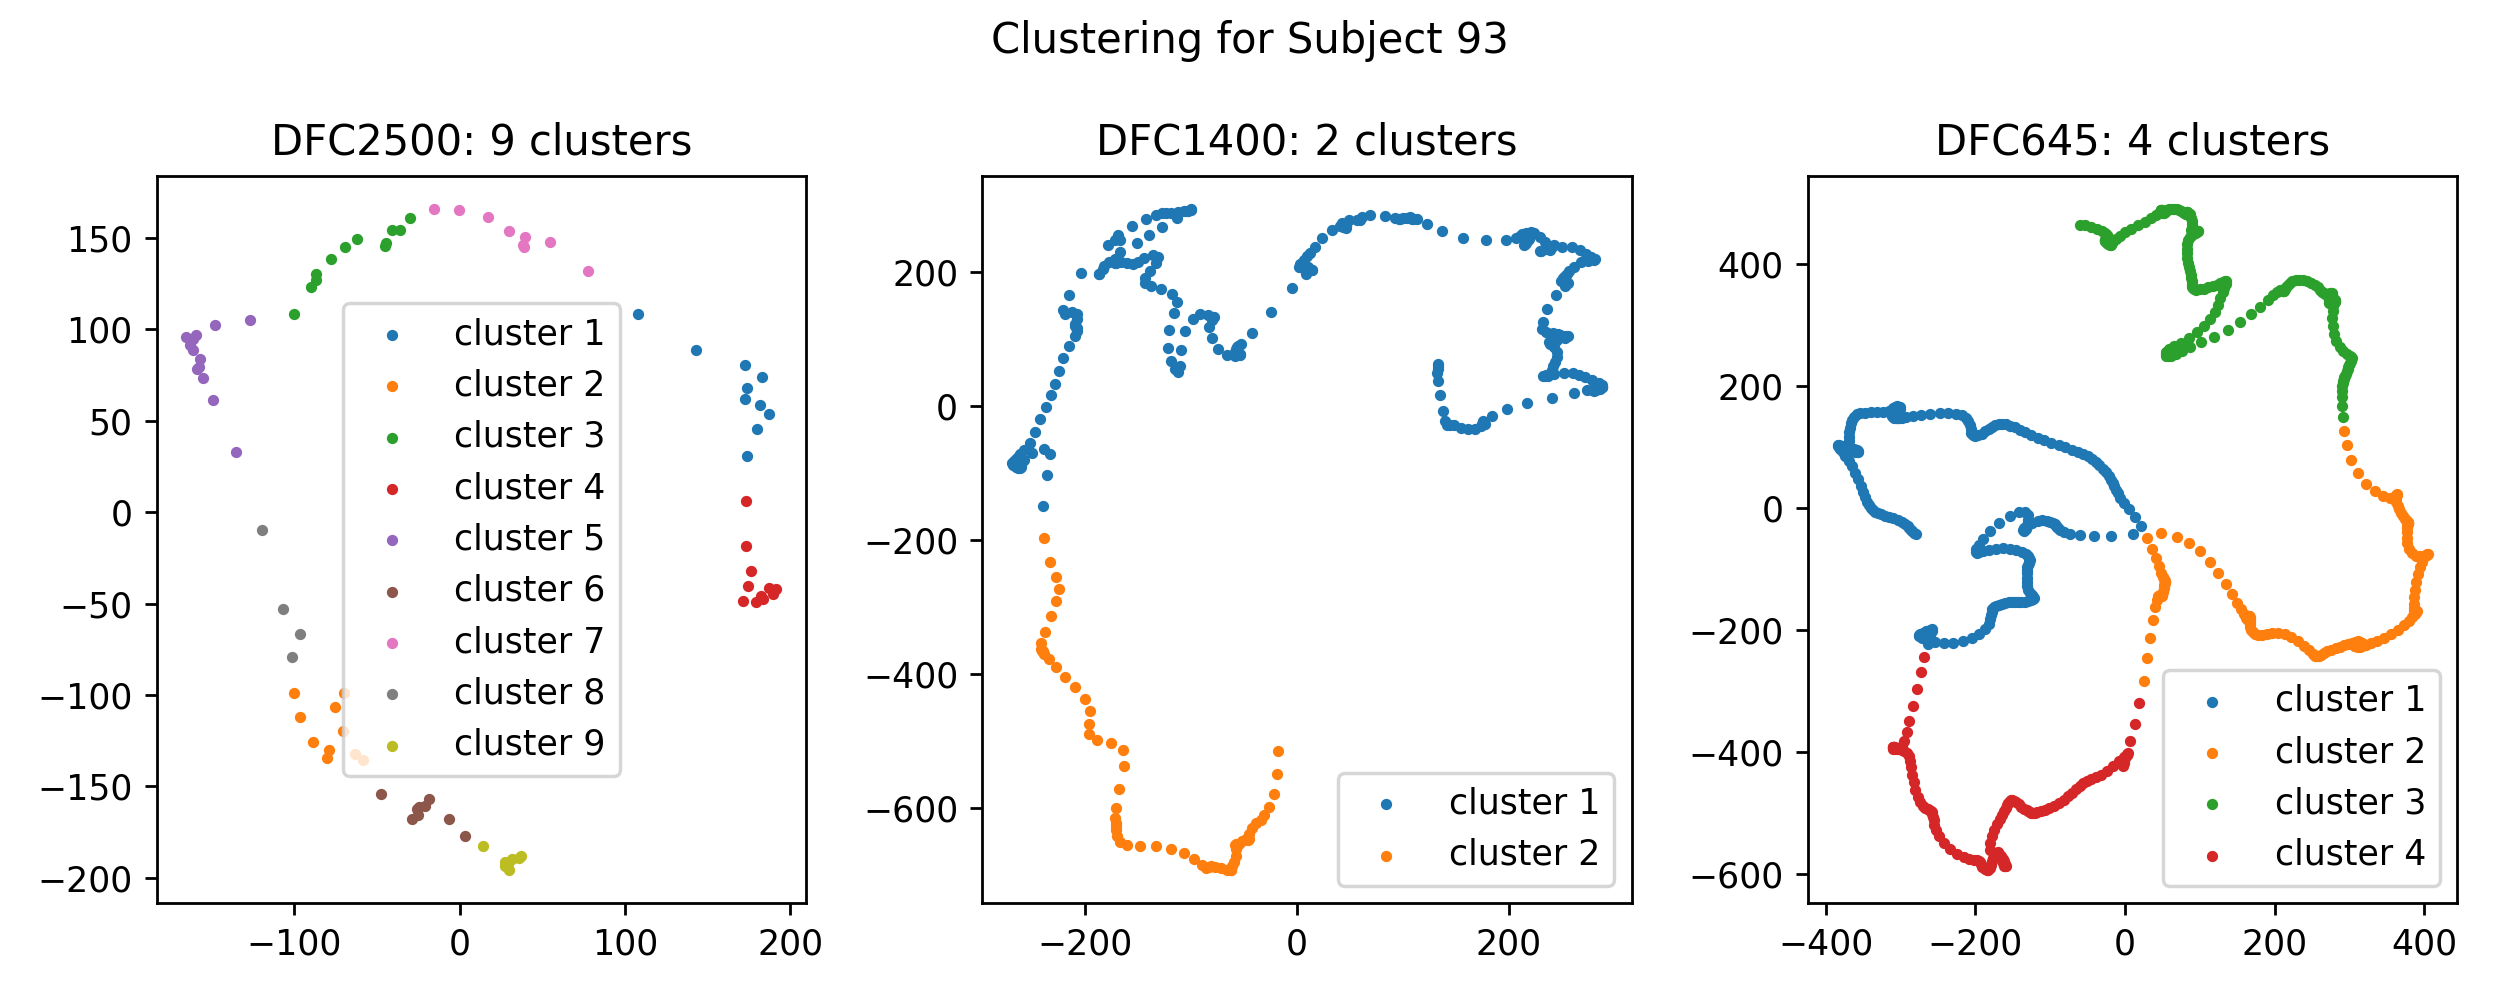 Clustering for Subject 93
DFC2500: 9 clusters
150
100
50
0
−50
−100
−150
−200
−100
0
100
200
cluster 1
cluster 2
cluster 3
cluster 4
cluster 5
cluster 6
cluster 7
cluster 8
cluster 9
DFC1400: 2 clusters
200
0
−200
−400
−600
−200
0
200
cluster 1
cluster 2
DFC645: 4 clusters
400
200
0
−200
−400
−600
−400
−200
0
200
400
cluster 1
cluster 2
cluster 3
cluster 4